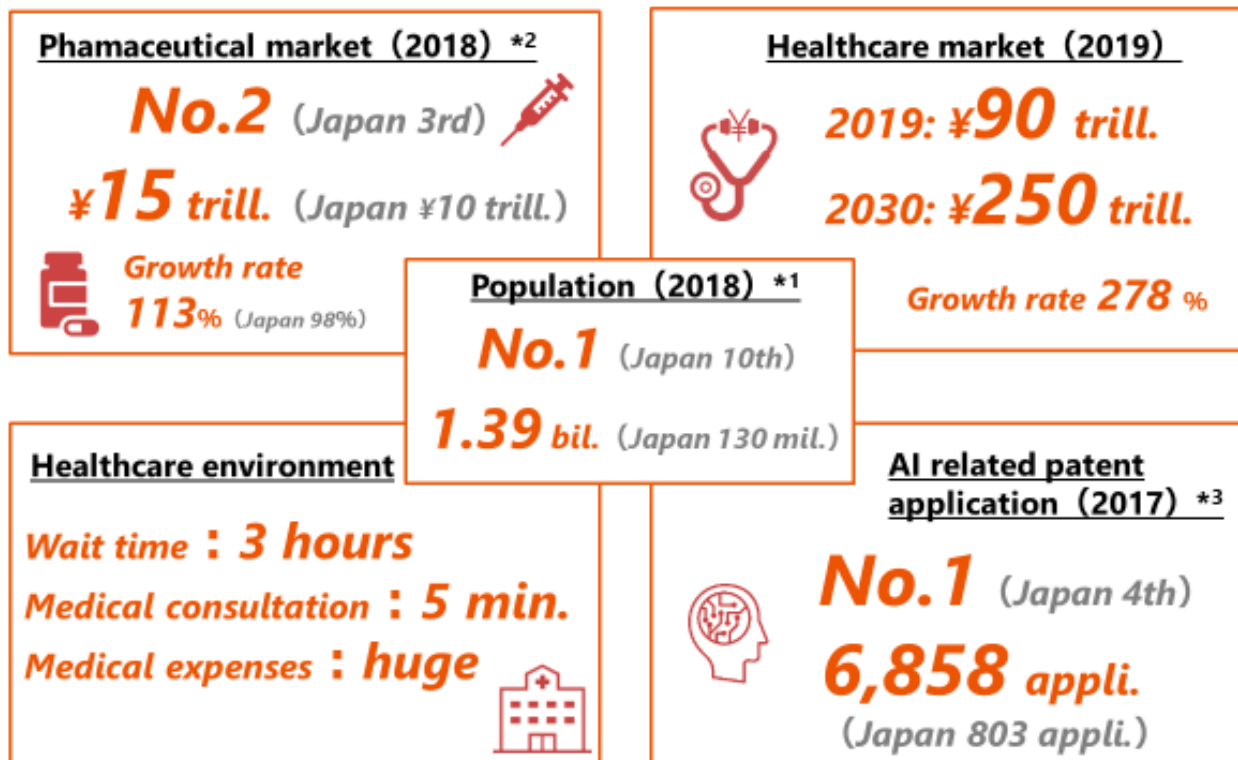 Phamaceutical market（2018）*2
No.2（Japan 3rd）
¥15 trill.（Japan ¥10 trill.）
Growth rate
113%（Japan 98%）
Healthcare market（2019）
2019: ¥90 trill.
2030: ¥250 trill.
Growth rate 278 %
Population（2018）*1
No.1（Japan 10th）
1.39 bil.（Japan 130 mil.）
Healthcare environment
Wait time : 3 hours
Medical consultation : 5 min.
Medical expenses : huge
AI related patent
application（2017）*3
No.1（Japan 4th）
6,858 appli.
（Japan 803 appli.）